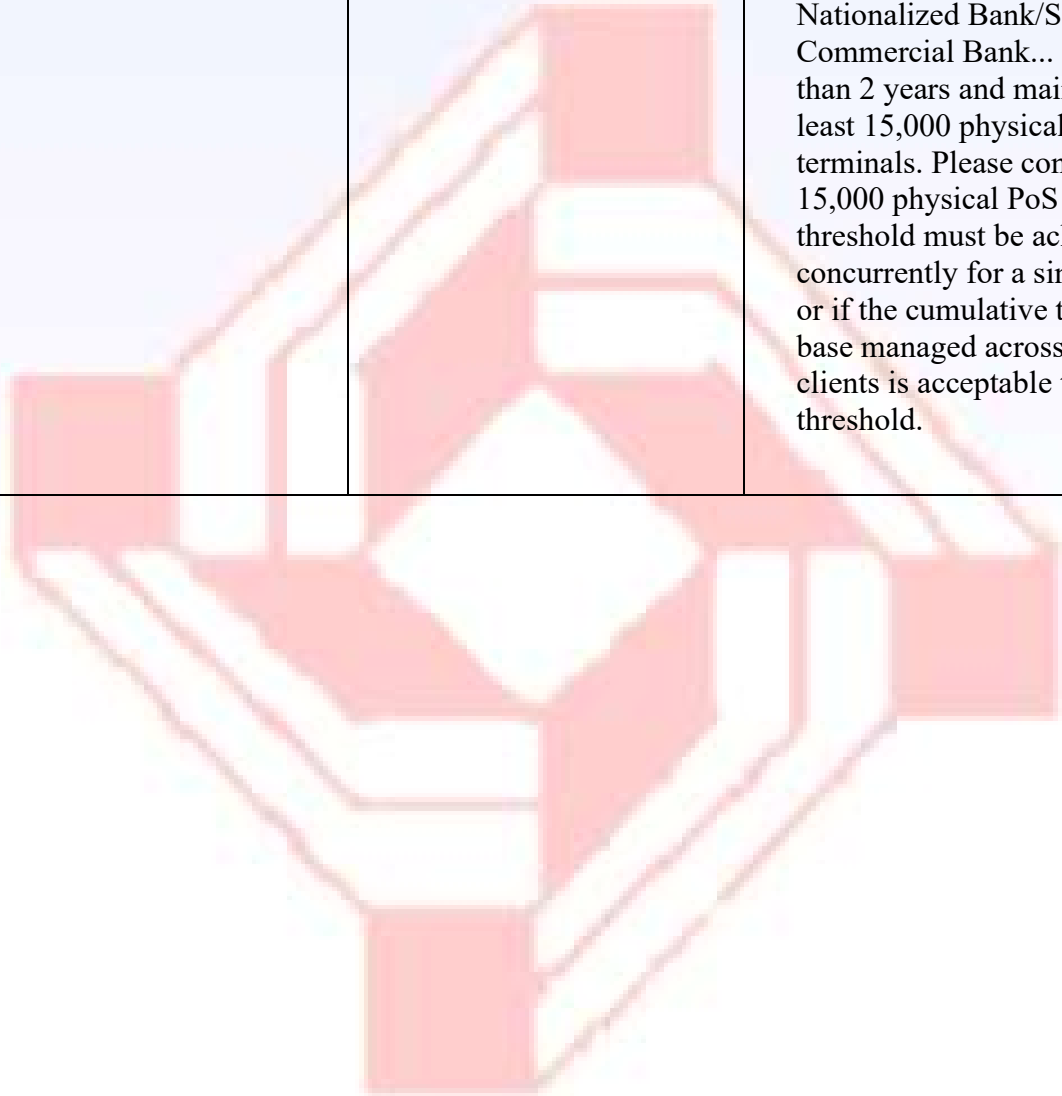 Nationalized Bank/S
Commercial Bank...
than 2 years and mai
least 15,000 physical
terminals. Please con
15,000 physical PoS
threshold must be ac
concurrently for a sin
or if the cumulative t
base managed across
clients is acceptable
threshold.